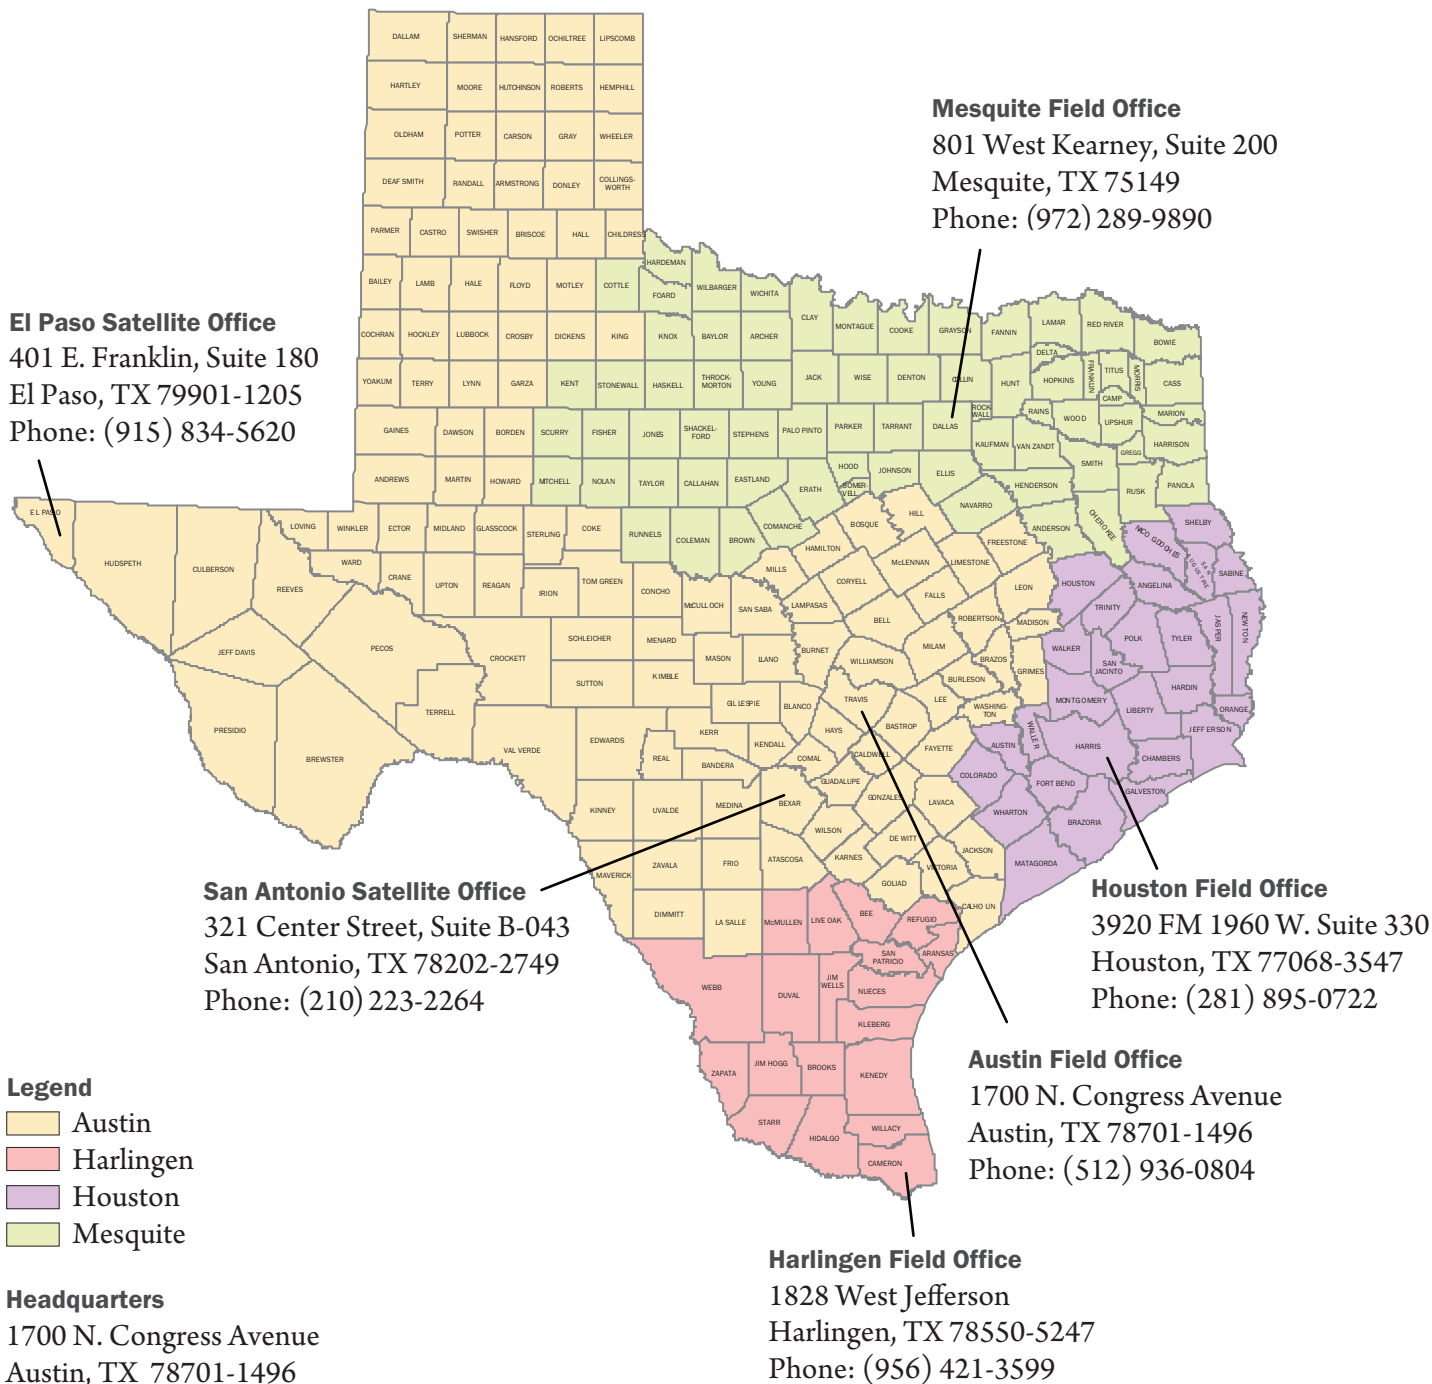 DALLAM
SHERMAN
HANSFORD
OCHILTREE
LIPSCOMB
HARTLEY
MOORE
HUTCHINSON
ROBERTS
HEMPHILL
OLDHAM
POTTER
CARSON
GRAY
WHEELER
DEAF SMITH
RANDALL
ARMSTRONG
DONLEY
COLLINGS-
WORTH
PARMER
CASTRO
SWISHER
BRISCOE
HALL
CHILDRESS
BAILEY
LAMB
HALE
FLOYD
MOTLEY
COTTLE
HARDEMAN
FOARD
WILBARGER
WICHITA
CLAY
MONTAGUE
COOKE
GRAYSON
FANNIN
LAMAR
RED RIVER
BOWIE
COCHRAN
HOCKLEY
LUBBOCK
CROSBY
DICKENS
KING
KNOX
BAYLOR
ARCHER
YOAKUM
TERRY
LYNN
GARZA
KENT
STONEWALL
HASKELL
THROCK-
MORTON
YOUNG
JACK
WISE
DENTON
COLLIN
HUNT
DELTA
HOPKINS
FRANKLIN
TITUS
MORRIS
CAMP
CASS
GAINES
DAWSON
BORDEN
SCURRY
FISHER
JONES
SHACKEL-
FORD
STEPHENS
PALO PINTO
PARKER
TARRANT
DALLAS
ROCK
WALL
KAUFMAN
RAINS
VAN ZANDT
WOOD
UPSHUR
MARION
HARRISON
GREGG
SMITH
ANDREWS
MARTIN
HOWARD
MITCHELL
NOLAN
TAYLOR
CALLAHAN
EASTLAND
ERATH
HOOD
SOMER-
VELL
JOHNSON
ELLIS
NAVARRO
HENDERSON
RUSK
PANOLA
CHEROKEE
ANDERSON
EL PASO
HUDSPETH
CULBERSON
REEVES
LOVING
WINKLER
ECTOR
MIDLAND
GLASSCOCK
STERLING
COKE
RUNNELS
COLEMAN
BROWN
COMANCHE
HAMILTON
BOSQUE
HILL
FREESTONE
LIMESTONE
McLENNAN
MILLS
CORYELL
FALLS
LEON
WARD
CRANE
UPTON
REAGAN
IRION
TOM GREEN
CONCHO
McCULLOCH
SAN SABA
LAMPASAS
BELL
ROBERTSON
MADISON
JEFF DAVIS
PECOS
CROCKETT
SCHLEICHER
MENARD
MASON
LLANO
BURNET
WILLIAMSON
MILAM
BRAZOS
GRIMES
BURLESON
PRESIDIO
BREWSTER
TERRELL
VAL VERDE
SUTTON
KIMBLE
GILLESPIE
BLANCO
TRAVIS
LEE
WASHING-
TON
BASTROP
HAYS
EDWARDS
REAL
KERR
BANDERA
KENDALL
COMAL
CALDWELL
FAYETTE
GUADALUPE
GONZALES
LAVACA
KINNEY
UVALDE
MEDINA
BEXAR
WILSON
DE WITT
KARNES
JACKSON
VICTORIA
MAVERICK
ZAVALA
FRIO
ATASCOSA
GOLIAD
CALHOUN
DIMMITT
LA SALLE
SHELBY
NACOGDOCHES
SAN
AUGUSTINE
SABINE
HOUSTON
ANGELINA
TRINITY
WALKER
SAN
JACINTO
POLK
TYLER
JASPER
NEWTON
MONTGOMERY
LIBERTY
HARDIN
ORANGE
JEFFERSON
AUSTIN
WALLER
HARRIS
CHAMBERS
COLORADO
FORT BEND
GALVESTON
WHARTON
BRAZORIA
MATAGORDA
McMULLEN
LIVE OAK
BEE
REFUGIO
SAN
PATRICIO
ARANSAS
WEBB
DUVAL
JIM
WELLS
NUECES
KLEBERG
ZAPATA
JIM HOGG
BROOKS
KENEDY
STARR
HIDALGO
WILLACY
CAMERON
Mesquite Field Office
801 West Kearney, Suite 200
Mesquite, TX 75149
Phone: (972) 289-9890
El Paso Satellite Office
401 E. Franklin, Suite 180
El Paso, TX 79901-1205
Phone: (915) 834-5620
San Antonio Satellite Office
321 Center Street, Suite B-043
San Antonio, TX 78202-2749
Phone: (210) 223-2264
Houston Field Office
3920 FM 1960 W. Suite 330
Houston, TX 77068-3547
Phone: (281) 895-0722
Austin Field Office
1700 N. Congress Avenue
Austin, TX 78701-1496
Phone: (512) 936-0804
Legend
Austin
Harlingen
Houston
Mesquite
Harlingen Field Office
1828 West Jefferson
Harlingen, TX 78550-5247
Phone: (956) 421-3599
Headquarters
1700 N. Congress Avenue
Austin, TX 78701-1496